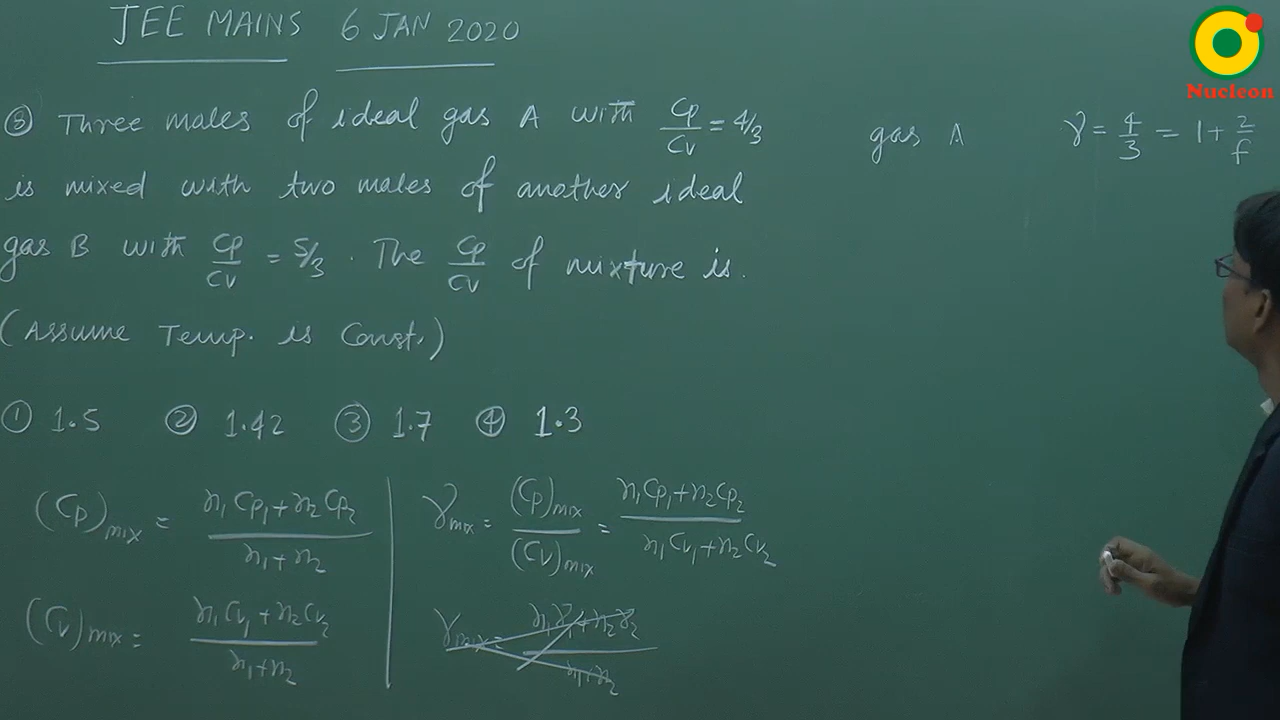 JEE MAINS 6 JAN 2020
Nucleon
⑤ Three moles of ideal gas A with Cp/Cv = 4/3
is mixed with two moles of another ideal
gas B with Cp/Cv = 5/3 . The Cp/Cv of mixture is.
(Assume Temp. is Const.)
① 1.5 ② 1.42 ③ 1.7 ④ 1.3
(Cp)mix = n₁Cp₁+n₂Cp₂ / n₁+n₂
(Cv)mix = n₁Cv₁+n₂Cv₂ / n₁+n₂
γmix = (Cp)mix / (Cv)mix = n₁Cp₁+n₂Cp₂ / n₁Cv₁+n₂Cv₂
γmix = n₁γ₁+n₂γ₂ / n₁+n₂
gas A γ = 4/3 = 1+ 2/f